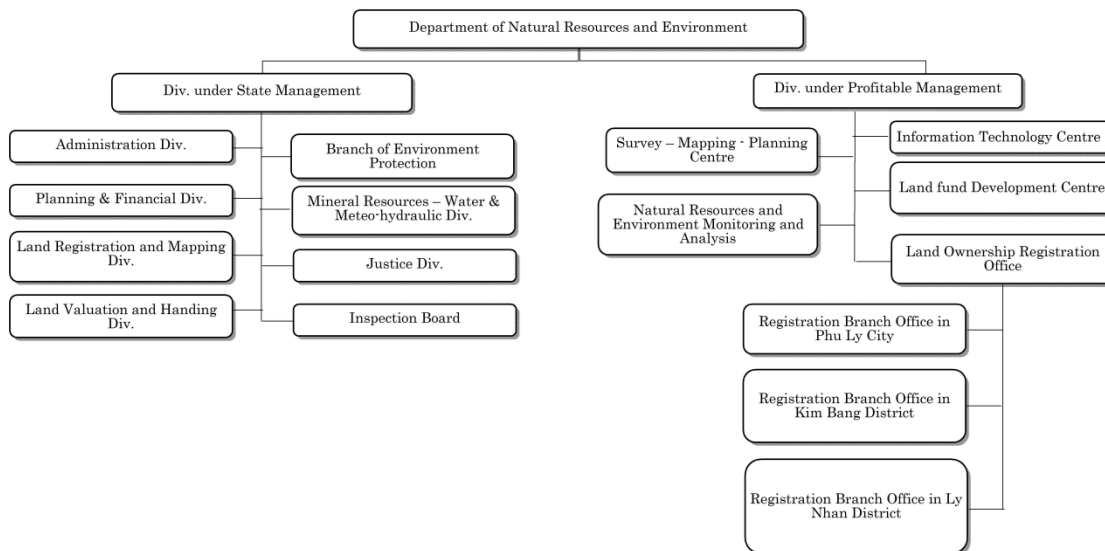 Department of Natural Resources and Environment
Div. under State Management
Div. under Profitable Management
Administration Div.
Branch of Environment
Protection
Planning & Financial Div.
Mineral Resources – Water &
Meteo-hydraulic Div.
Land Registration and Mapping
Div.
Justice Div.
Land Valuation and Handing
Div.
Inspection Board
Survey – Mapping - Planning
Centre
Information Technology Centre
Natural Resources and
Environment Monitoring and
Analysis
Land fund Development Centre
Land Ownership Registration
Office
Registration Branch Office in
Phu Ly City
Registration Branch Office in
Kim Bang District
Registration Branch Office in Ly
Nhan District